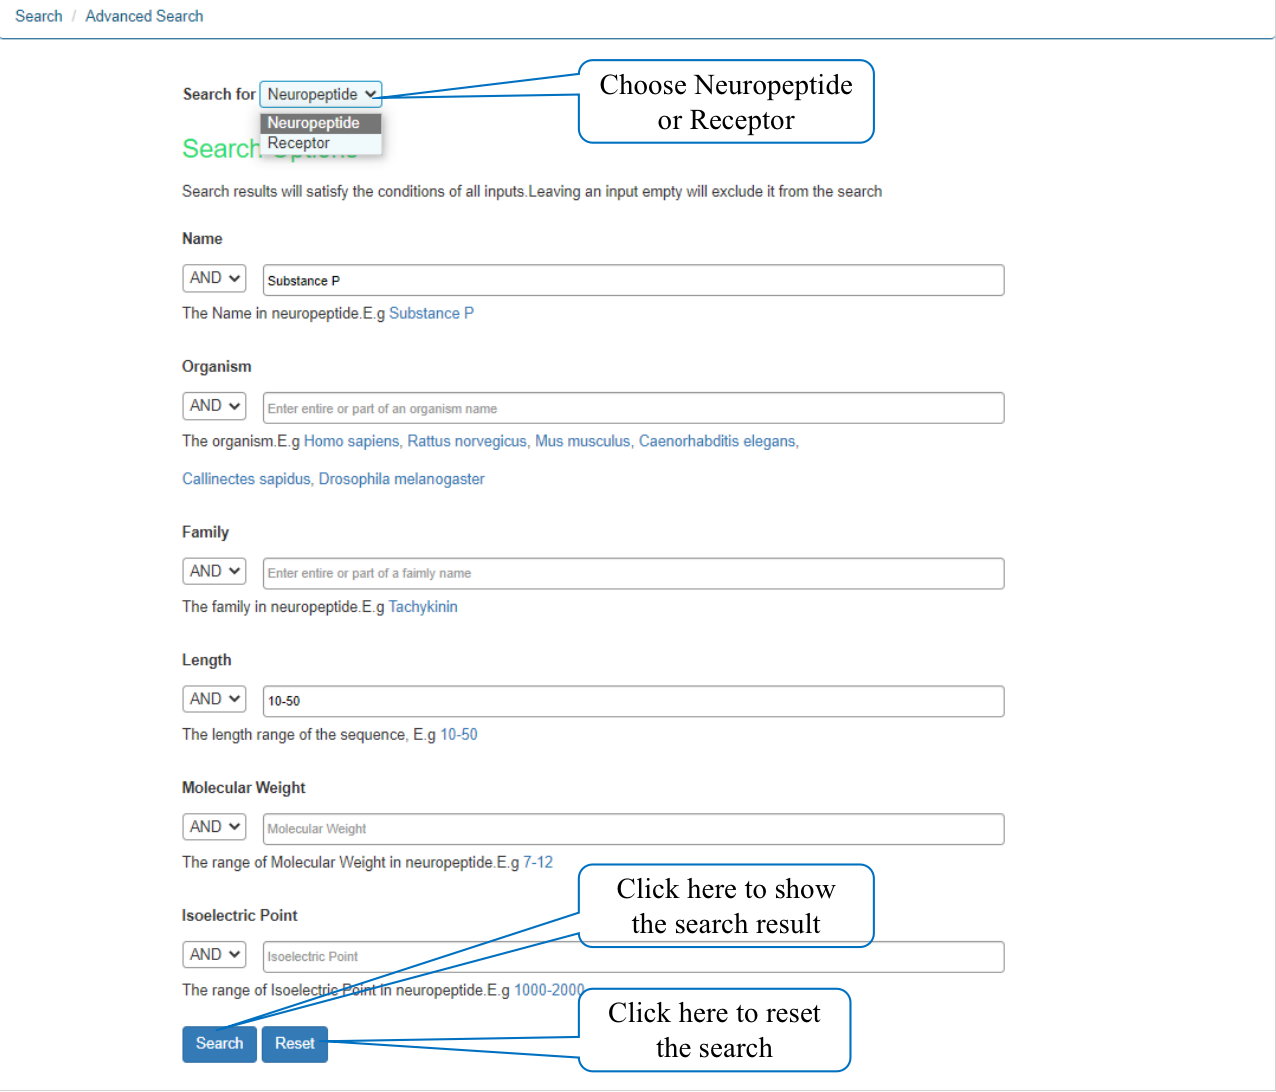 Search / Advanced Search
Search for Neuropeptide
Choose Neuropeptide
or Receptor
Neuropeptide
Receptor
Search Options
Search results will satisfy the conditions of all inputs.Leaving an input empty will exclude it from the search
Name
AND Substance P
The Name in neuropeptide.E.g Substance P
Organism
AND Enter entire or part of an organism name
The organism.E.g Homo sapiens, Rattus norvegicus, Mus musculus, Caenorhabditis elegans,
Callinectes sapidus, Drosophila melanogaster
Family
AND Enter entire or part of a faimly name
The family in neuropeptide.E.g Tachykinin
Length
AND 10-50
The length range of the sequence, E.g 10-50
Molecular Weight
AND Molecular Weight
The range of Molecular Weight in neuropeptide.E.g 7-12
Click here to show
the search result
Isoelectric Point
AND Isoelectric Point
The range of Isoelectric Point in neuropeptide.E.g 1000-2000
Click here to reset
the search
Search Reset